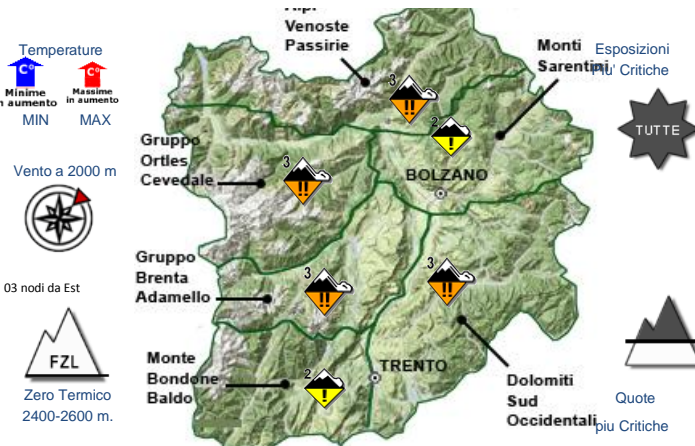 Temperature
C°
C°
Minime
in aumento
Massime
in aumento
MIN
MAX
Vento a 2000 m
03 nodi da Est
FZL
Zero Termico
2400-2600 m.
Alpi
Venoste
Passirie
Monti
Sarentini
Gruppo
Ortles
Cevedale
Gruppo
Brenta
Adamello
Monte
Bondone
Baldo
Dolomiti
Sud
Occidentali
BOLZANO
TRENTO
3
!!
2
!
3
!!
3
!!
3
!!
2
!
Esposizioni
Piu' Critiche
TUTTE
Quote
piu Critiche